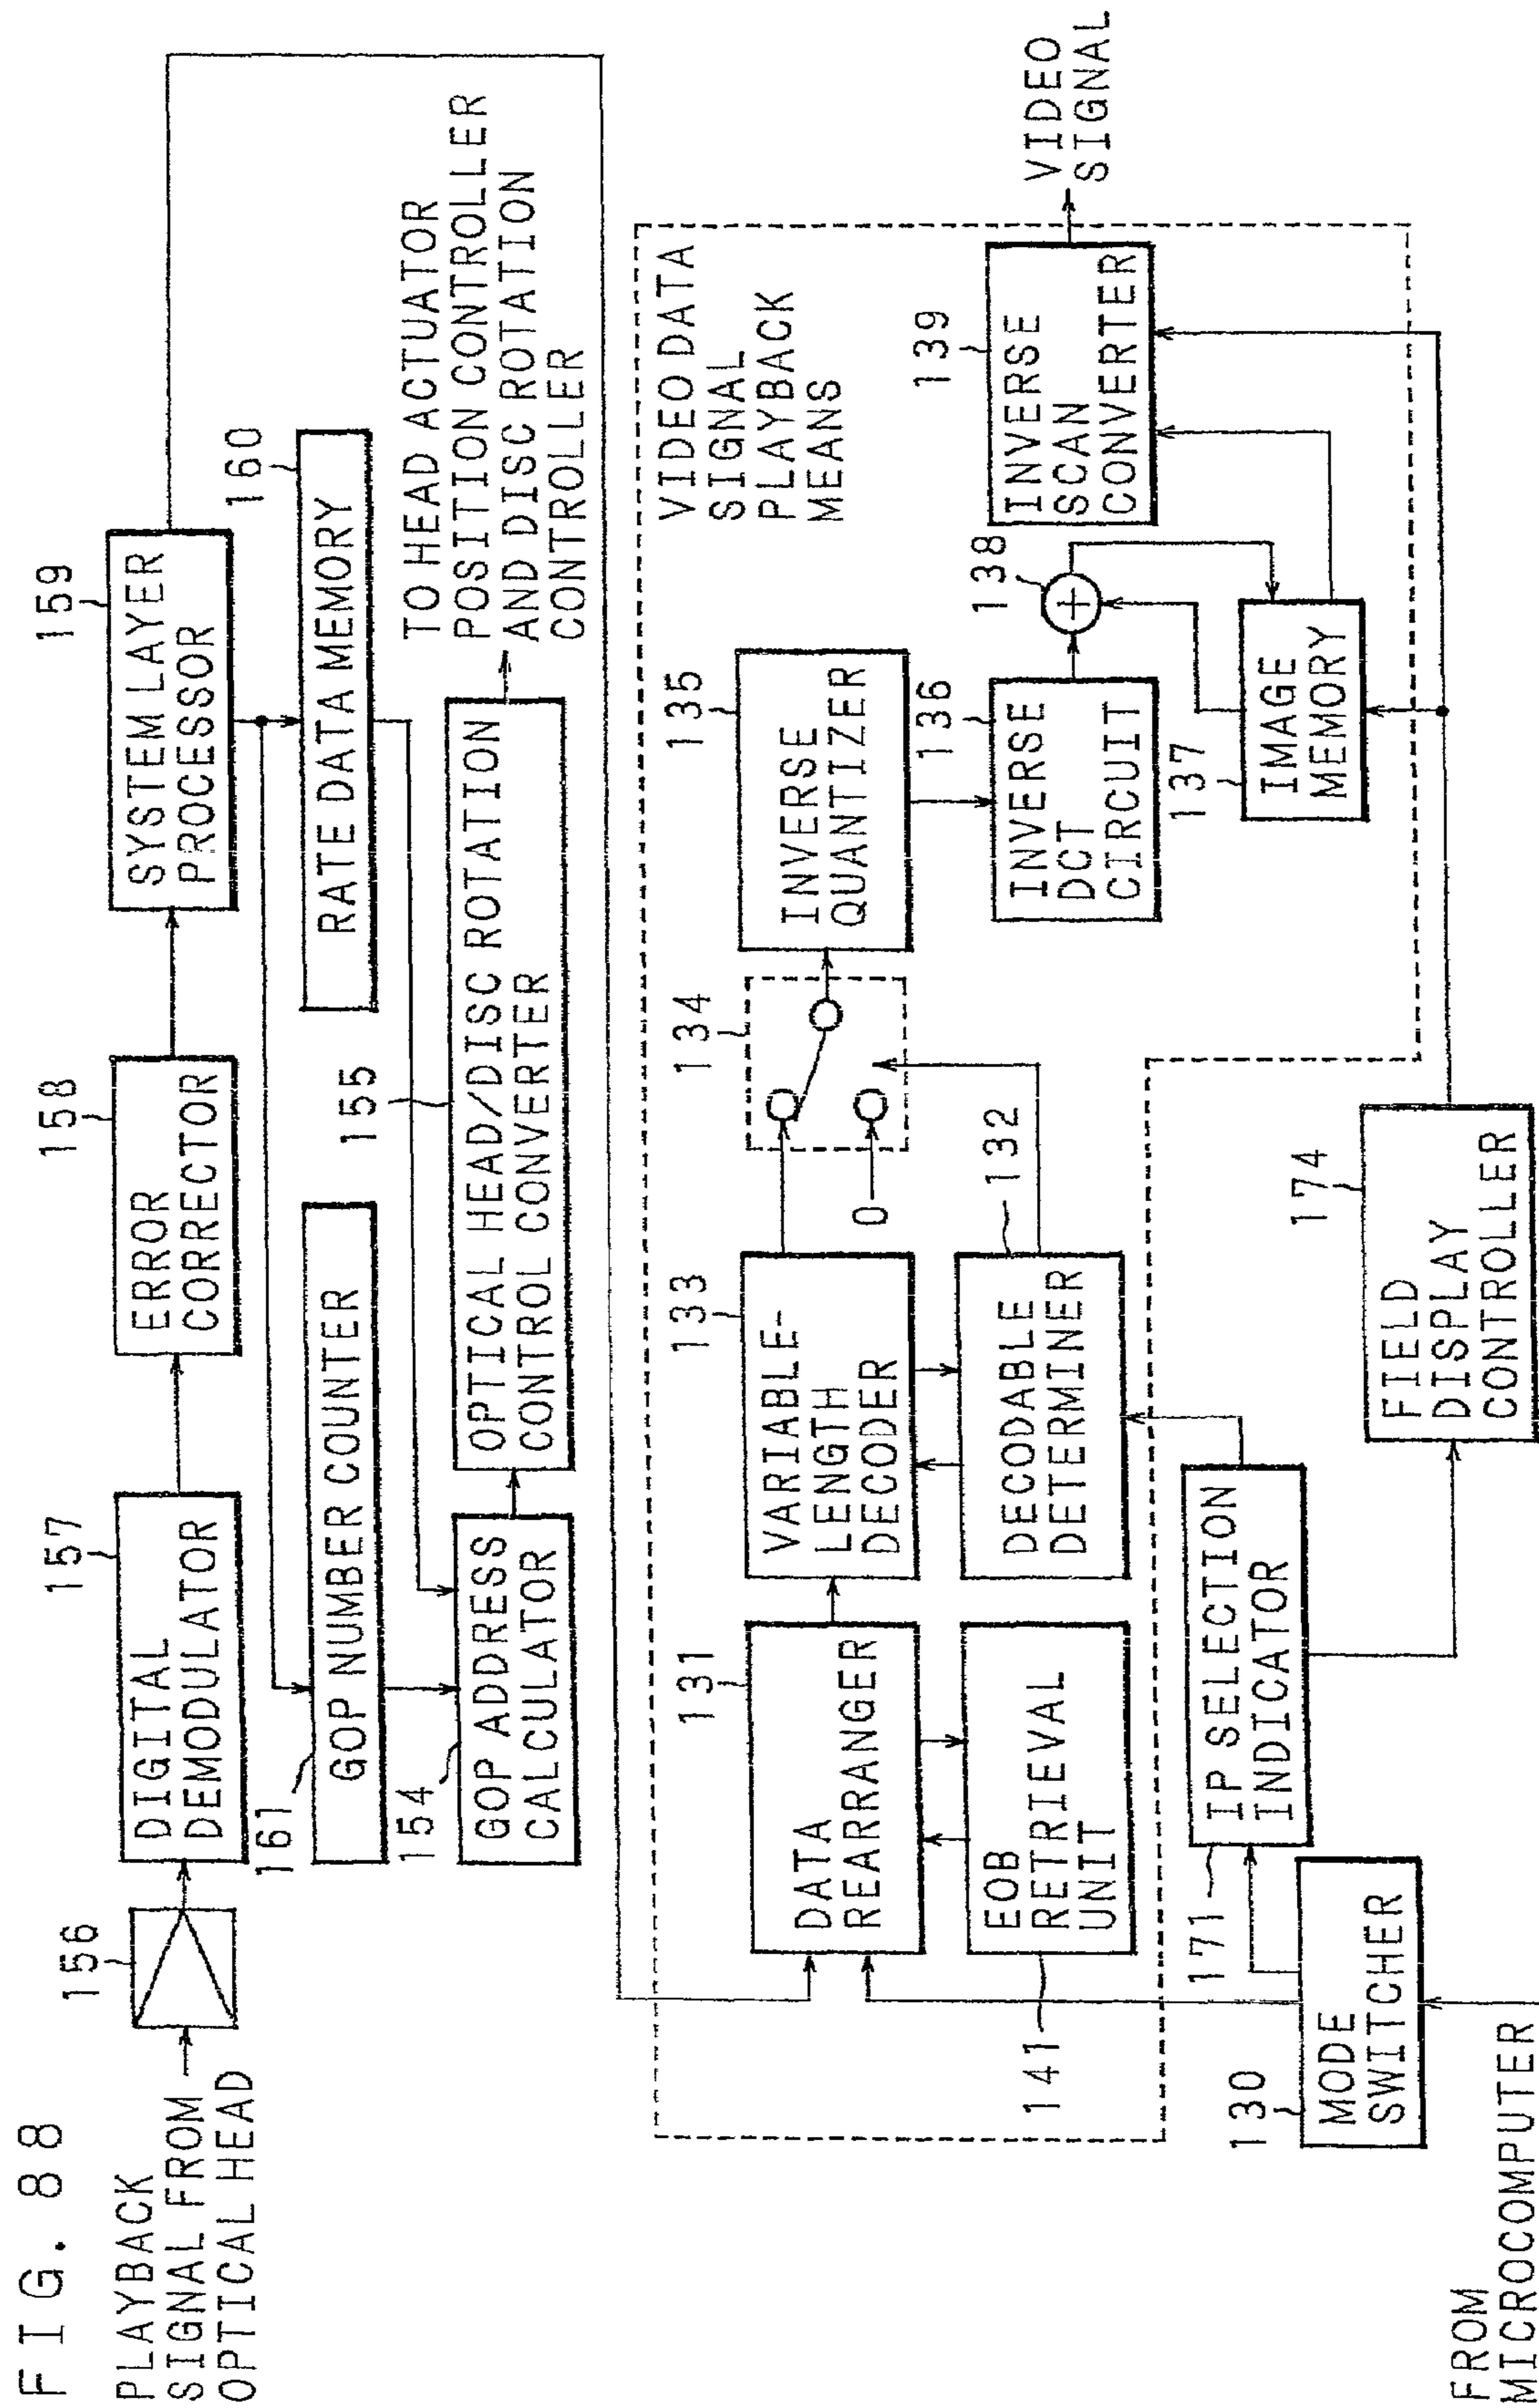 FIG. 88
PLAYBACK
SIGNAL FROM
OPTICAL HEAD
156
157
DIGITAL
DEMODULATOR
158
ERROR
CORRECTOR
159
SYSTEM LAYER
PROCESSOR
161
GOP NUMBER COUNTER
160
RATE DATA MEMORY
154
GOP ADDRESS
CALCULATOR
155
OPTICAL HEAD/DISC ROTATION
CONTROL CONVERTER
TO HEAD ACTUATOR
POSITION CONTROLLER
AND DISC ROTATION
CONTROLLER
VIDEO DATA
SIGNAL
PLAYBACK
MEANS
131
DATA
REARRANGER
133
VARIABLE-
LENGTH
DECODER
134
0
135
INVERSE
QUANTIZER
141
EOB
RETRIEVAL
UNIT
132
DECODABLE
DETERMINER
136
INVERSE
DCT
CIRCUIT
138
+
137
IMAGE
MEMORY
139
INVERSE
SCAN
CONVERTER
VIDEO
SIGNAL
171
IP SELECTION
INDICATOR
174
FIELD
DISPLAY
CONTROLLER
130
MODE
SWITCHER
FROM
MICROCOMPUTER